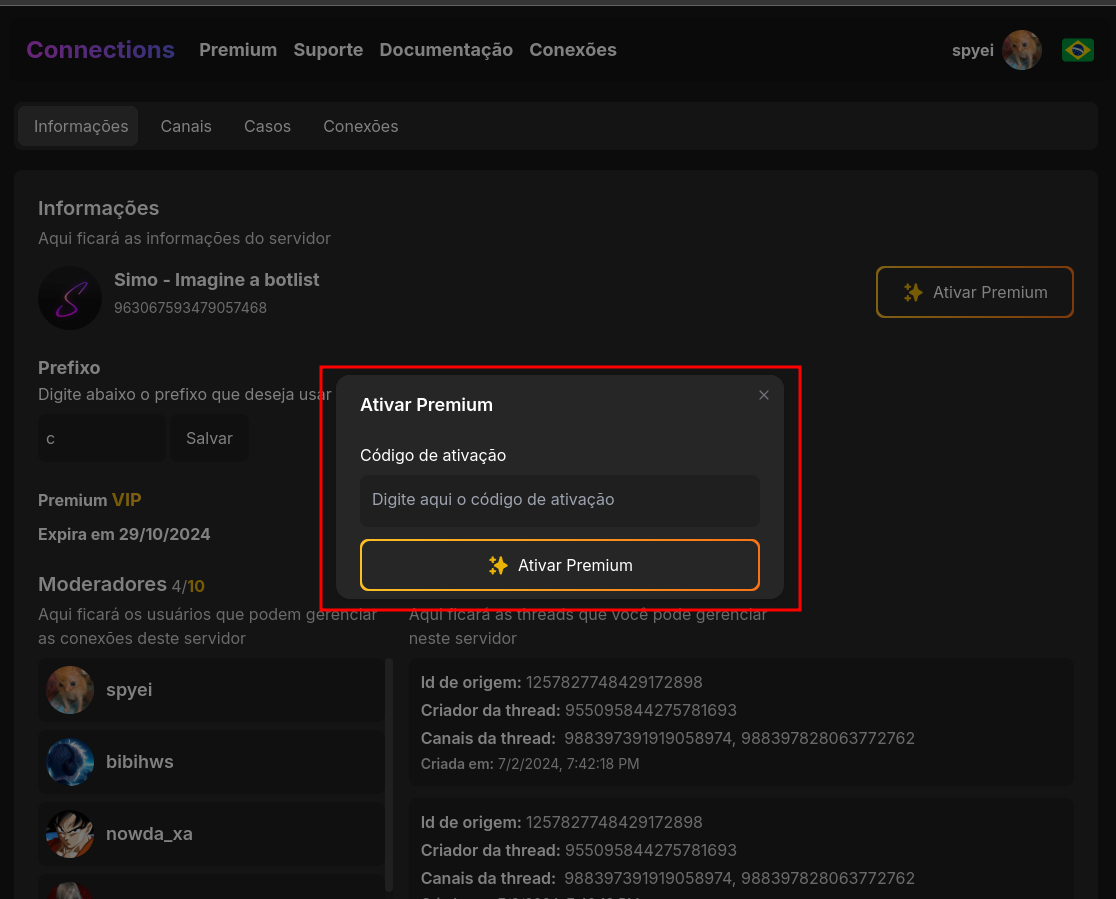 Connections Premium Suporte Documentação Conexões spyei
Informações Canais Casos Conexões
Informações
Aqui ficará as informações do servidor
Simo - Imagine a botlist
963067593479057468
Ativar Premium
Prefixo
Digite abaixo o prefixo que deseja usar
c
Salvar
Premium VIP
Expira em 29/10/2024
Ativar Premium
Código de ativação
Digite aqui o código de ativação
Ativar Premium
Moderadores 4/10
Aqui ficará os usuários que podem gerenciar
as conexões deste servidor
spyei
bibihws
nowda_xa
Aqui ficará as threads que você pode gerenciar
neste servidor
Id de origem: 1257827748429172898
Criador da thread: 955095844275781693
Canais da thread: 988397391919058974, 988397828063772762
Criada em: 7/2/2024, 7:42:18 PM
Id de origem: 1257827748429172898
Criador da thread: 955095844275781693
Canais da thread: 988397391919058974, 988397828063772762